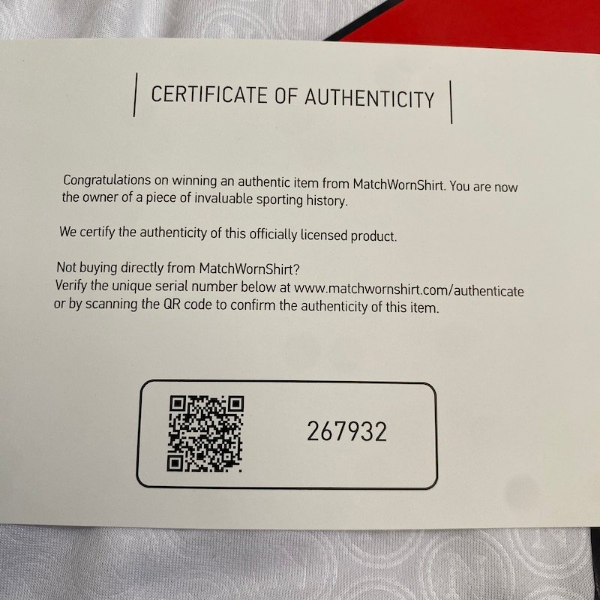 CERTIFICATE OF AUTHENTICITY
Congratulations on winning an authentic item from MatchWornShirt. You are now
the owner of a piece of invaluable sporting history.
We certify the authenticity of this officially licensed product.
Not buying directly from MatchWornShirt?
Verify the unique serial number below at www.matchwornshirt.com/authenticate
or by scanning the QR code to confirm the authenticity of this item.
267932
N
N